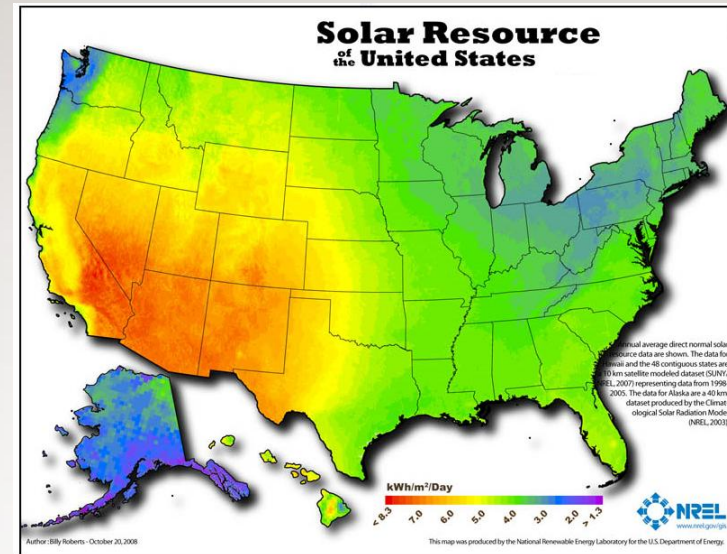 Solar Resource
of the United States
Annual average direct normal solar
resource data are shown. The data for
Hawaii and the 48 contiguous states are
a 10 km satellite modeled dataset (SUNY/
NREL, 2007) representing data from 1998-
2005. The data for Alaska are a 40 km
dataset produced by the Climat-
ological Solar Radiation Model
(NREL, 2003).
kWh/m²/Day
< 8.3 7.0 6.0 5.0 4.0 3.0 2.0 > 1.3
NREL
www.nrel.gov/gis
Author : Billy Roberts - October 20, 2008
This map was produced by the National Renewable Energy Laboratory for the U.S. Department of Energy.